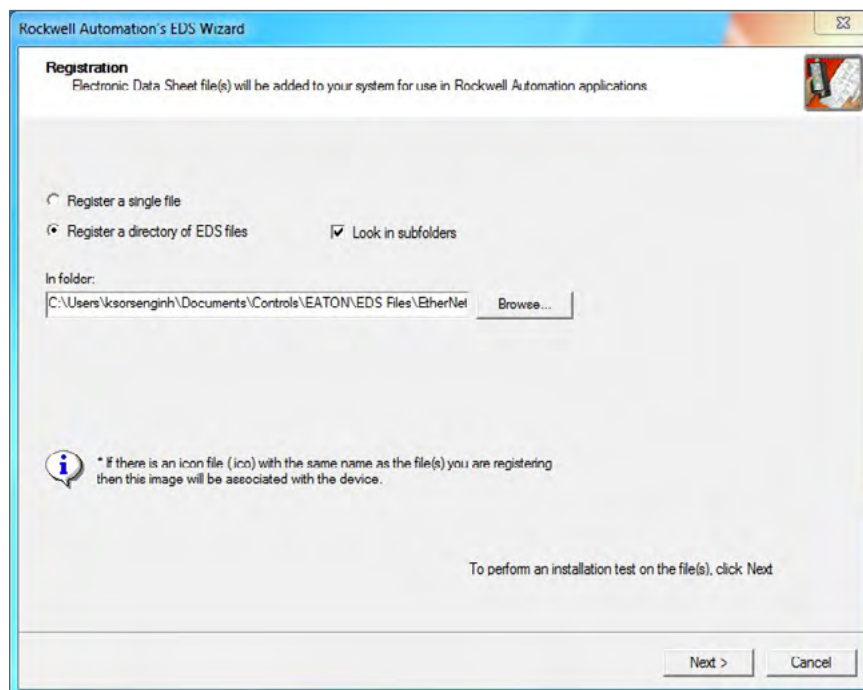 Rockwell Automation's EDS Wizard
Registration
Electronic Data Sheet file(s) will be added to your system for use in Rockwell Automation applications.
Register a single file
Register a directory of EDS files
Look in subfolders
In folder:
C:\Users\ksorsenginh\Documents\Controls\EATON\EDS Files\EtherNet
Browse...
* If there is an icon file (.ico) with the same name as the file(s) you are registering
then this image will be associated with the device.
To perform an installation test on the file(s), click Next
Next >
Cancel